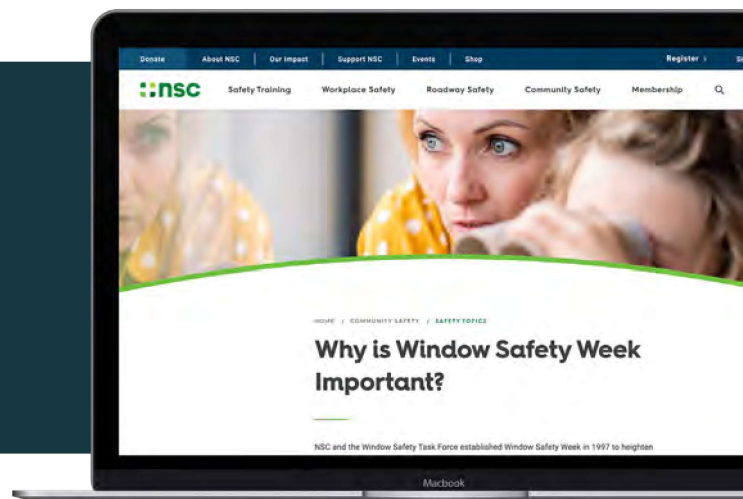 Donate About NSC Our Impact Support NSC Events Shop Register
nsc Safety Training Workplace Safety Roadway Safety Community Safety Membership
HOME / COMMUNITY SAFETY / SAFETY TOPICS
Why is Window Safety Week
Important?
NSC and the Window Safety Task Force established Window Safety Week in 1997 to heighten
Macbook